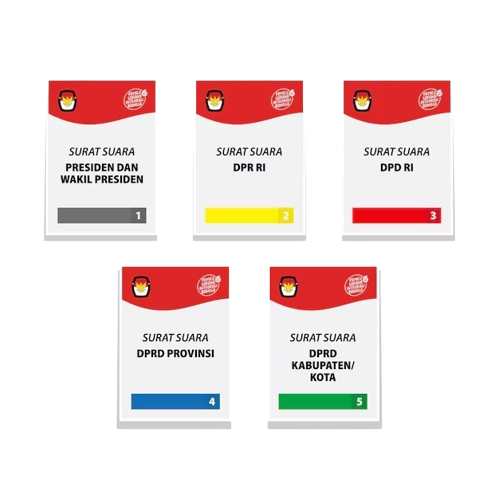 SURAT SUARA
PRESIDEN DAN
WAKIL PRESIDEN
1
SURAT SUARA
DPR RI
2
SURAT SUARA
DPD RI
3
SURAT SUARA
DPRD PROVINSI
4
SURAT SUARA
DPRD
KABUPATEN/
KOTA
5